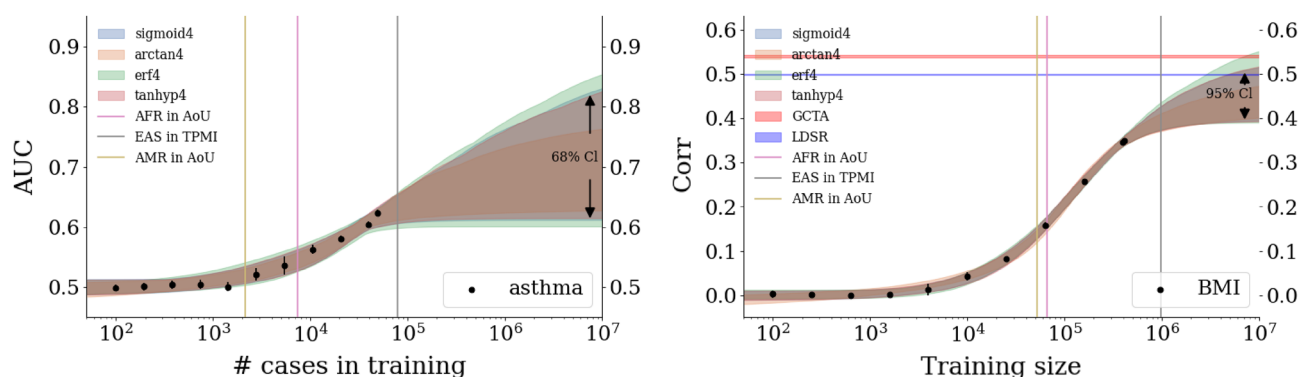 AUC
0.9
0.8
0.7
0.6
0.5
sigmoid4
arctan4
erf4
tanhyp4
AFR in AoU
EAS in TPMI
AMR in AoU
68% CI
asthma
0.9
0.8
0.7
0.6
0.5
10²
10³
10⁴
10⁵
10⁶
10⁷
# cases in training
Corr
0.6
0.5
0.4
0.3
0.2
0.1
0.0
sigmoid4
arctan4
erf4
tanhyp4
GCTA
LDSR
AFR in AoU
EAS in TPMI
AMR in AoU
95% CI
BMI
0.6
0.5
0.4
0.3
0.2
0.1
0.0
10²
10³
10⁴
10⁵
10⁶
10⁷
Training size